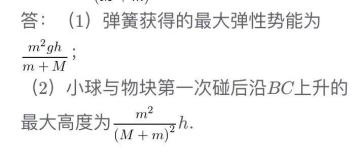 答：（1）弹簧获得的最大弹性势能为
\frac{m^2gh}{m+M}；
（2）小球与物块第一次碰后沿BC上升的
最大高度为\frac{m^2}{(M+m)^2}h.